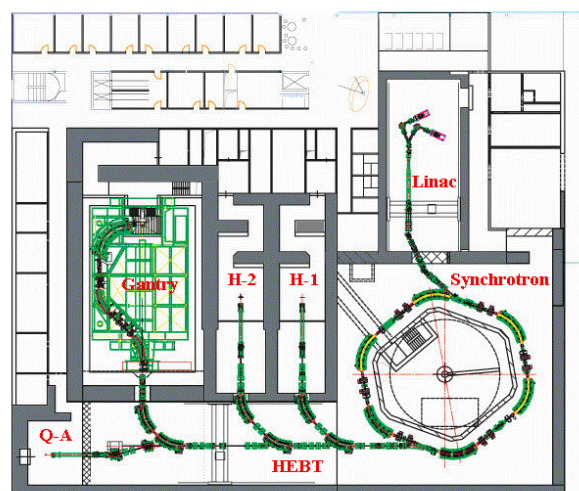 Linac
Synchrotron
Gantry
H-2
H-1
Q-A
HEBT